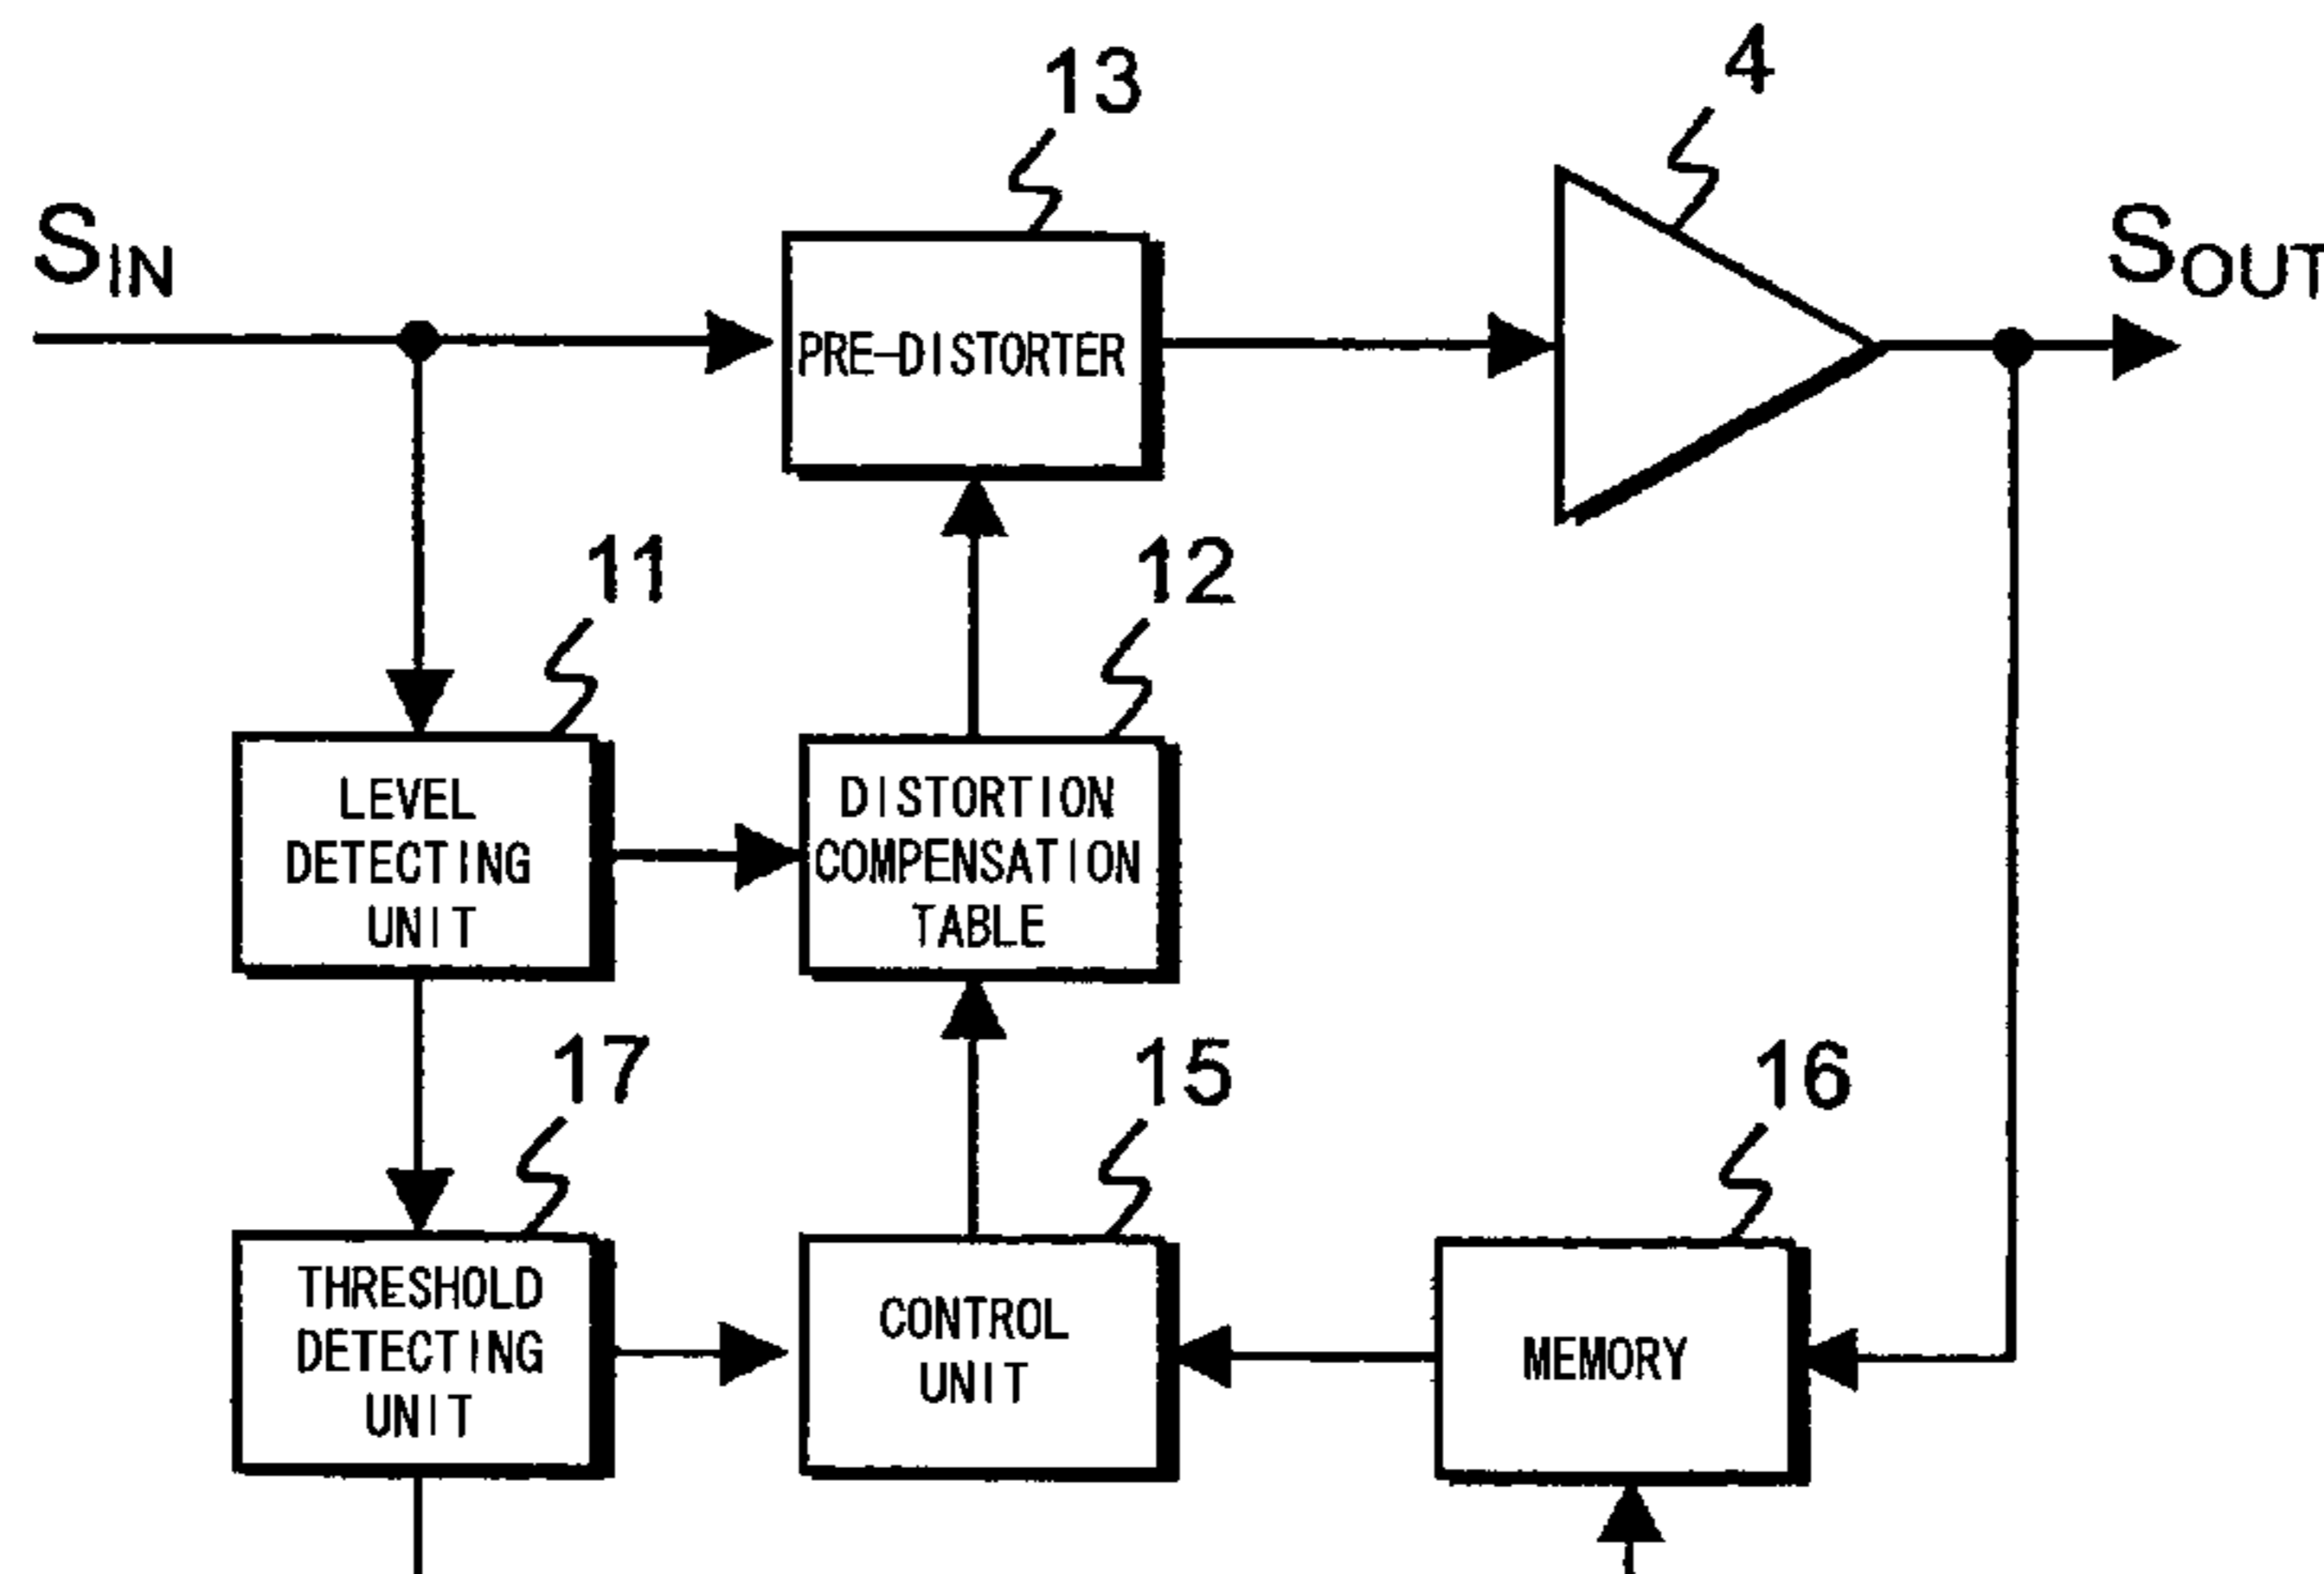 13
4
SIN
SOUT
PRE-DISTORTER
11
12
LEVEL
DETECTING
UNIT
DISTORTION
COMPENSATION
TABLE
17
15
16
THRESHOLD
DETECTING
UNIT
CONTROL
UNIT
MEMORY